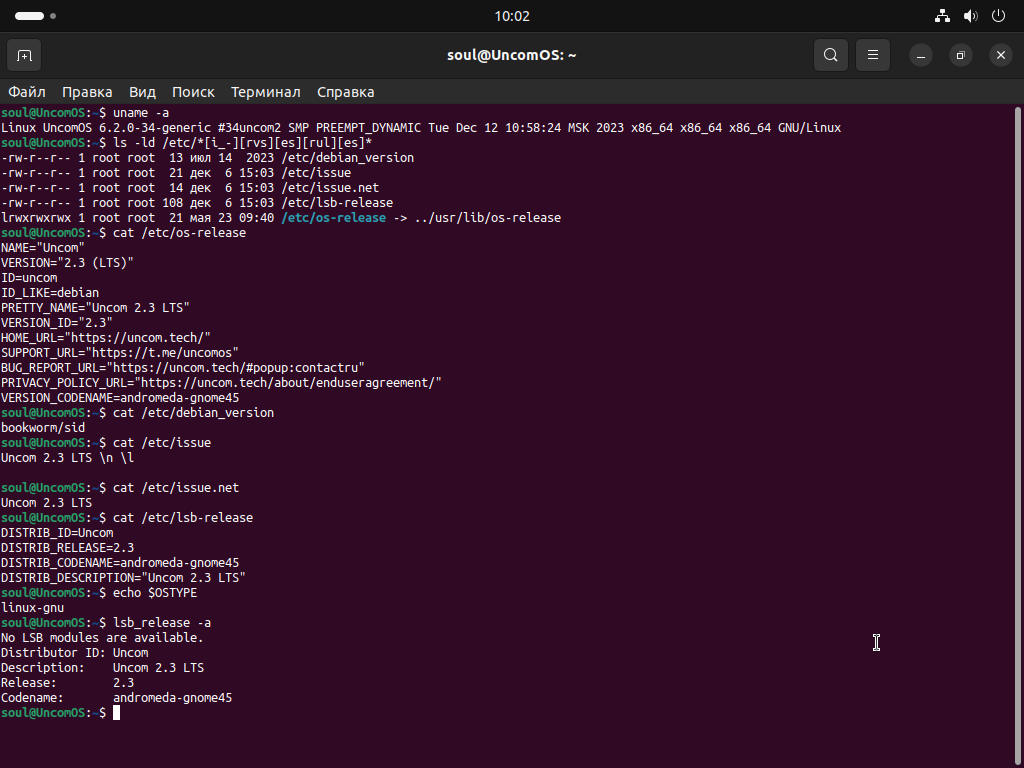 10:02
soul@UncomOS: ~
Файл Правка Вид Поиск Терминал Справка
soul@UncomOS:~$ uname -a
Linux UncomOS 6.2.0-34-generic #34uncom2 SMP PREEMPT_DYNAMIC Tue Dec 12 10:58:24 MSK 2023 x86_64 x86_64 x86_64 GNU/Linux
soul@UncomOS:~$ ls -ld /etc/*[i_-][rvs][es][rul][es]*
-rw-r--r-- 1 root root  13 июл 14  2023 /etc/debian_version
-rw-r--r-- 1 root root  21 дек  6 15:03 /etc/issue
-rw-r--r-- 1 root root  14 дек  6 15:03 /etc/issue.net
-rw-r--r-- 1 root root 108 дек  6 15:03 /etc/lsb-release
lrwxrwxrwx 1 root root  21 мая 23 09:40 /etc/os-release -> ../usr/lib/os-release
soul@UncomOS:~$ cat /etc/os-release
NAME="Uncom"
VERSION="2.3 (LTS)"
ID=uncom
ID_LIKE=debian
PRETTY_NAME="Uncom 2.3 LTS"
VERSION_ID="2.3"
HOME_URL="https://uncom.tech/"
SUPPORT_URL="https://t.me/uncomos"
BUG_REPORT_URL="https://uncom.tech/#popup:contactru"
PRIVACY_POLICY_URL="https://uncom.tech/about/enduseragreement/"
VERSION_CODENAME=andromeda-gnome45
soul@UncomOS:~$ cat /etc/debian_version
bookworm/sid
soul@UncomOS:~$ cat /etc/issue
Uncom 2.3 LTS \n \l

soul@UncomOS:~$ cat /etc/issue.net
Uncom 2.3 LTS
soul@UncomOS:~$ cat /etc/lsb-release
DISTRIB_ID=Uncom
DISTRIB_RELEASE=2.3
DISTRIB_CODENAME=andromeda-gnome45
DISTRIB_DESCRIPTION="Uncom 2.3 LTS"
soul@UncomOS:~$ echo $OSTYPE
linux-gnu
soul@UncomOS:~$ lsb_release -a
No LSB modules are available.
Distributor ID: Uncom
Description:    Uncom 2.3 LTS
Release:        2.3
Codename:       andromeda-gnome45
soul@UncomOS:~$